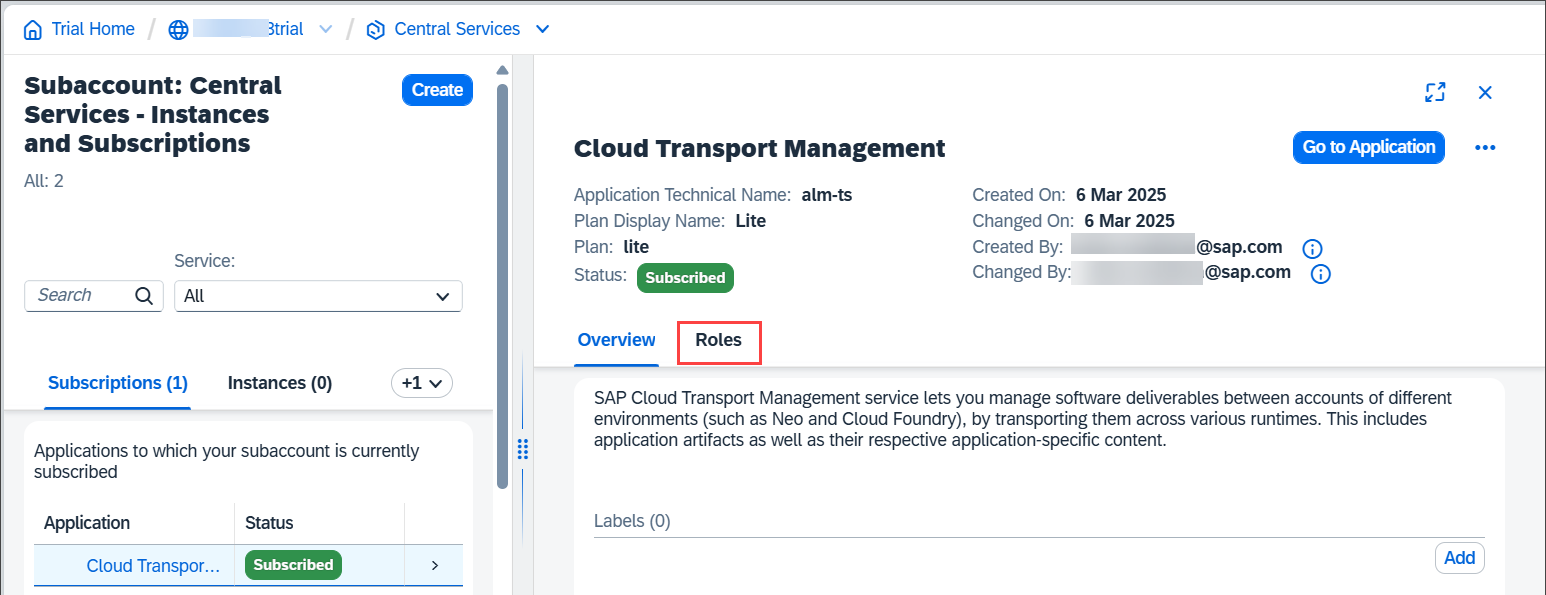 Trial Home / trial / Central Services
Subaccount: Central
Services - Instances
and Subscriptions
Create
All: 2
Service:
Search
All
Subscriptions (1) Instances (0) +1
Applications to which your subaccount is currently
subscribed
Application Status
Cloud Transpor... Subscribed
Cloud Transport Management
Go to Application
Application Technical Name: alm-ts
Plan Display Name: Lite
Plan: lite
Status: Subscribed
Created On: 6 Mar 2025
Changed On: 6 Mar 2025
Created By: @sap.com
Changed By: @sap.com
Overview Roles
SAP Cloud Transport Management service lets you manage software deliverables between accounts of different
environments (such as Neo and Cloud Foundry), by transporting them across various runtimes. This includes
application artifacts as well as their respective application-specific content.
Labels (0)
Add